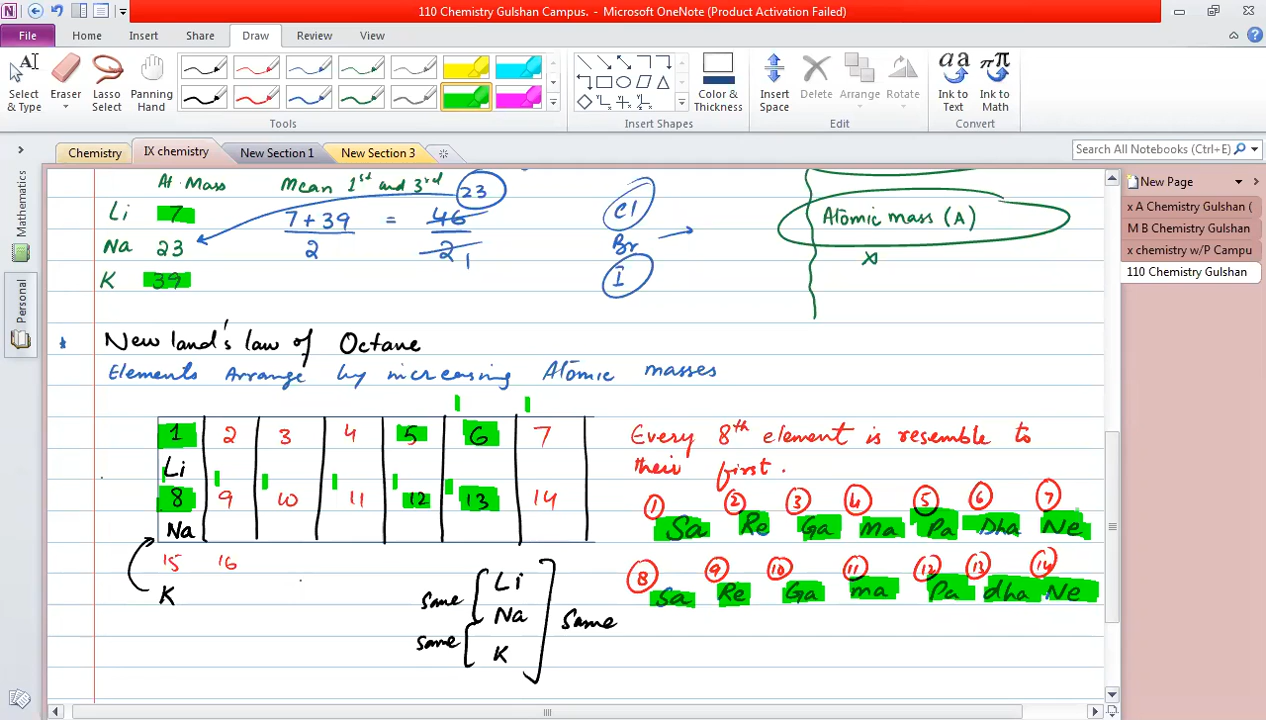 110 Chemistry Gulshan Campus. - Microsoft OneNote (Product Activation Failed)
File Home Insert Share Draw Review View
Select & Type
Eraser
Lasso Select
Panning Hand
Color & Thickness
Insert Space
Delete
Arrange
Rotate
Ink to Text
Ink to Math
Tools
Insert Shapes
Edit
Convert
Chemistry IX chemistry New Section 1 New Section 3
Search All Notebooks (Ctrl+E)
Mathematics
Personal
New Page
x A Chemistry Gulshan (
M B Chemistry Gulshan
x chemistry w/P Campu
110 Chemistry Gulshan
At. Mass Mean 1st and 3rd 23
Li 7
Na 23
K 39
7 + 39 = 46
2 2 1
Cl
Br
I
Atomic mass (A)
x
* New land's law of Octane
Elements Arrange by increasing Atomic masses
1 2 3 4 5 6 7
Li
8 9 10 11 12 13 14
Na
15 16
K
same { Li
Na
same { K
] Same
Every 8th element is resemble to
their first.
1 2 3 4 5 6 7
Sa Re Ga Ma Pa Dha Ne
8 9 10 11 12 13 14
Sa Re Ga ma Pa dha Ne